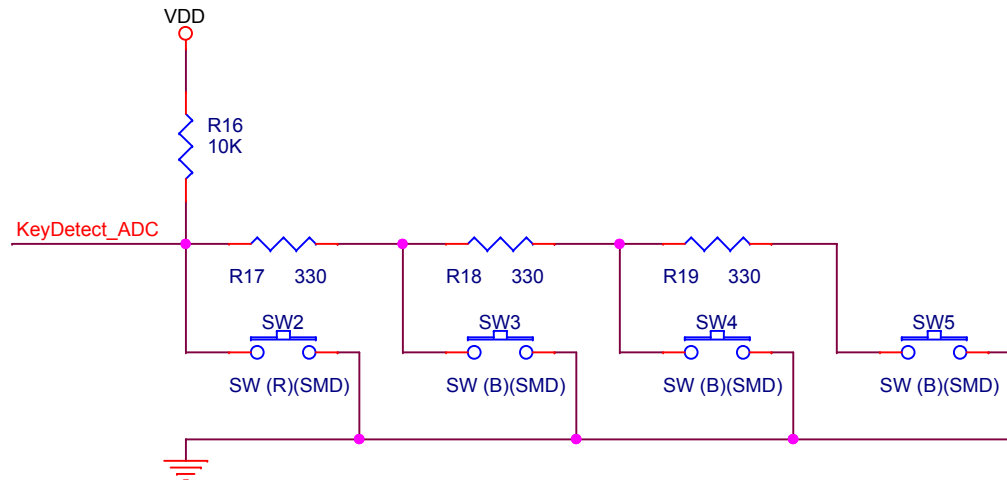 VDD
R16
10K
KeyDetect_ADC
R17 330
R18 330
R19 330
SW2
SW3
SW4
SW5
SW (R)(SMD)
SW (B)(SMD)
SW (B)(SMD)
SW (B)(SMD)